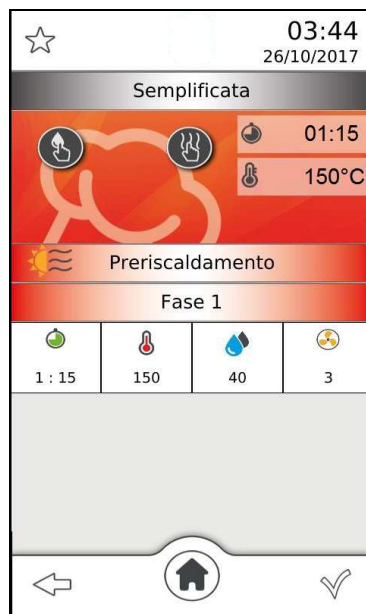 03:44
26/10/2017
Semplificata
01:15
150°C
Preriscaldamento
Fase 1
1 : 15 150 40 3